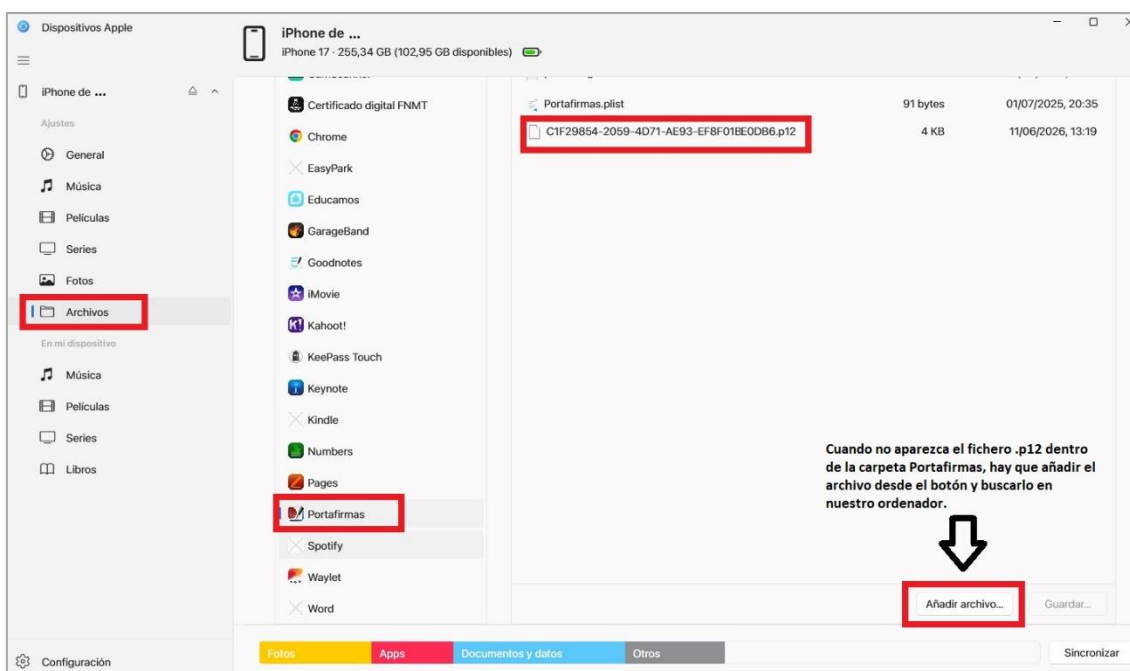 Dispositivos Apple
iPhone de ...
iPhone 17 · 255,34 GB (102,95 GB disponibles)
iPhone de ...
Ajustes
General
Música
Películas
Series
Fotos
Archivos
En mi dispositivo
Música
Películas
Series
Libros
Configuración
Certificado digital FNMT
Chrome
EasyPark
Educamos
GarageBand
Goodnotes
iMovie
Kahoot!
KeePass Touch
Keynote
Kindle
Numbers
Pages
Portafirmas
Spotify
Waylet
Word
Portafirmas.plist 91 bytes 01/07/2025, 20:35
C1F29854-2059-4D71-AE93-EF8F01BE0DB6.p12 4 KB 11/06/2026, 13:19
Cuando no aparezca el fichero .p12 dentro
de la carpeta Portafirmas, hay que añadir el
archivo desde el botón y buscarlo en
nuestro ordenador.
Añadir archivo... Guardar...
Fotos Apps Documentos y datos Otros
Sincronizar